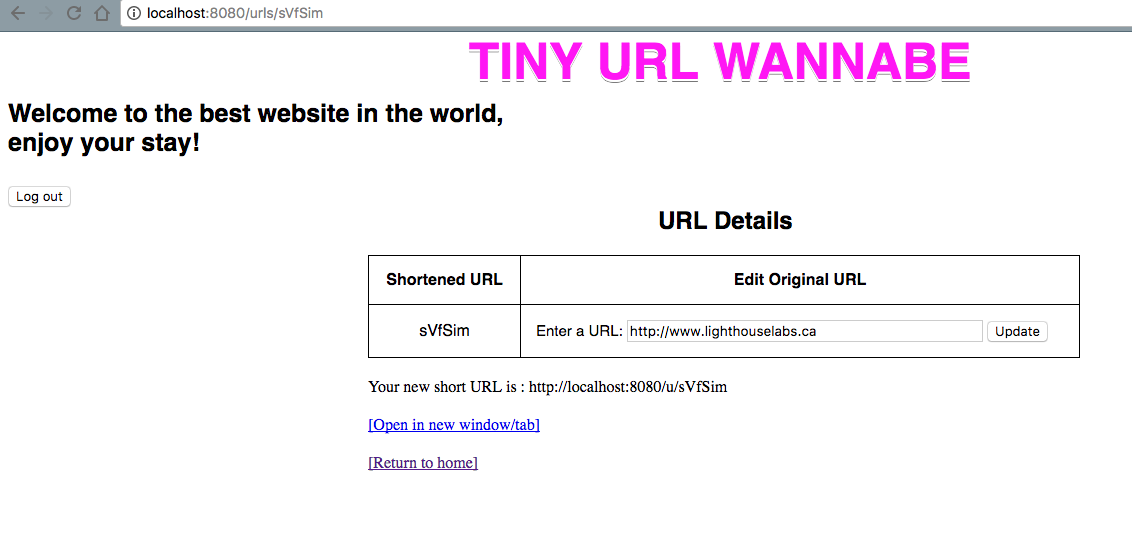 localhost:8080/urls/sVfSim
TINY URL WANNABE
Welcome to the best website in the world,
enjoy your stay!
Log out
URL Details
Shortened URL Edit Original URL
sVfSim Enter a URL: http://www.lighthouselabs.ca Update
Your new short URL is : http://localhost:8080/u/sVfSim
[Open in new window/tab]
[Return to home]